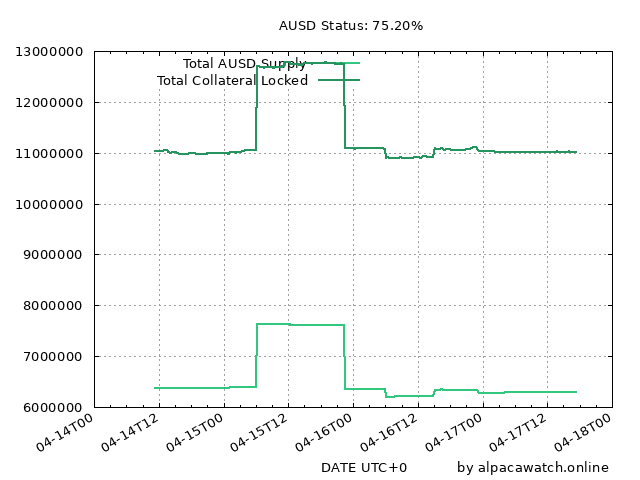 AUSD Status: 75.20%
13000000
Total AUSD Supply
Total Collateral Locked
12000000
11000000
10000000
9000000
8000000
7000000
6000000
04-14T00
04-14T12
04-15T00
04-15T12
04-16T00
04-16T12
04-17T00
04-17T12
04-18T00
DATE UTC+0
by alpacawatch.online